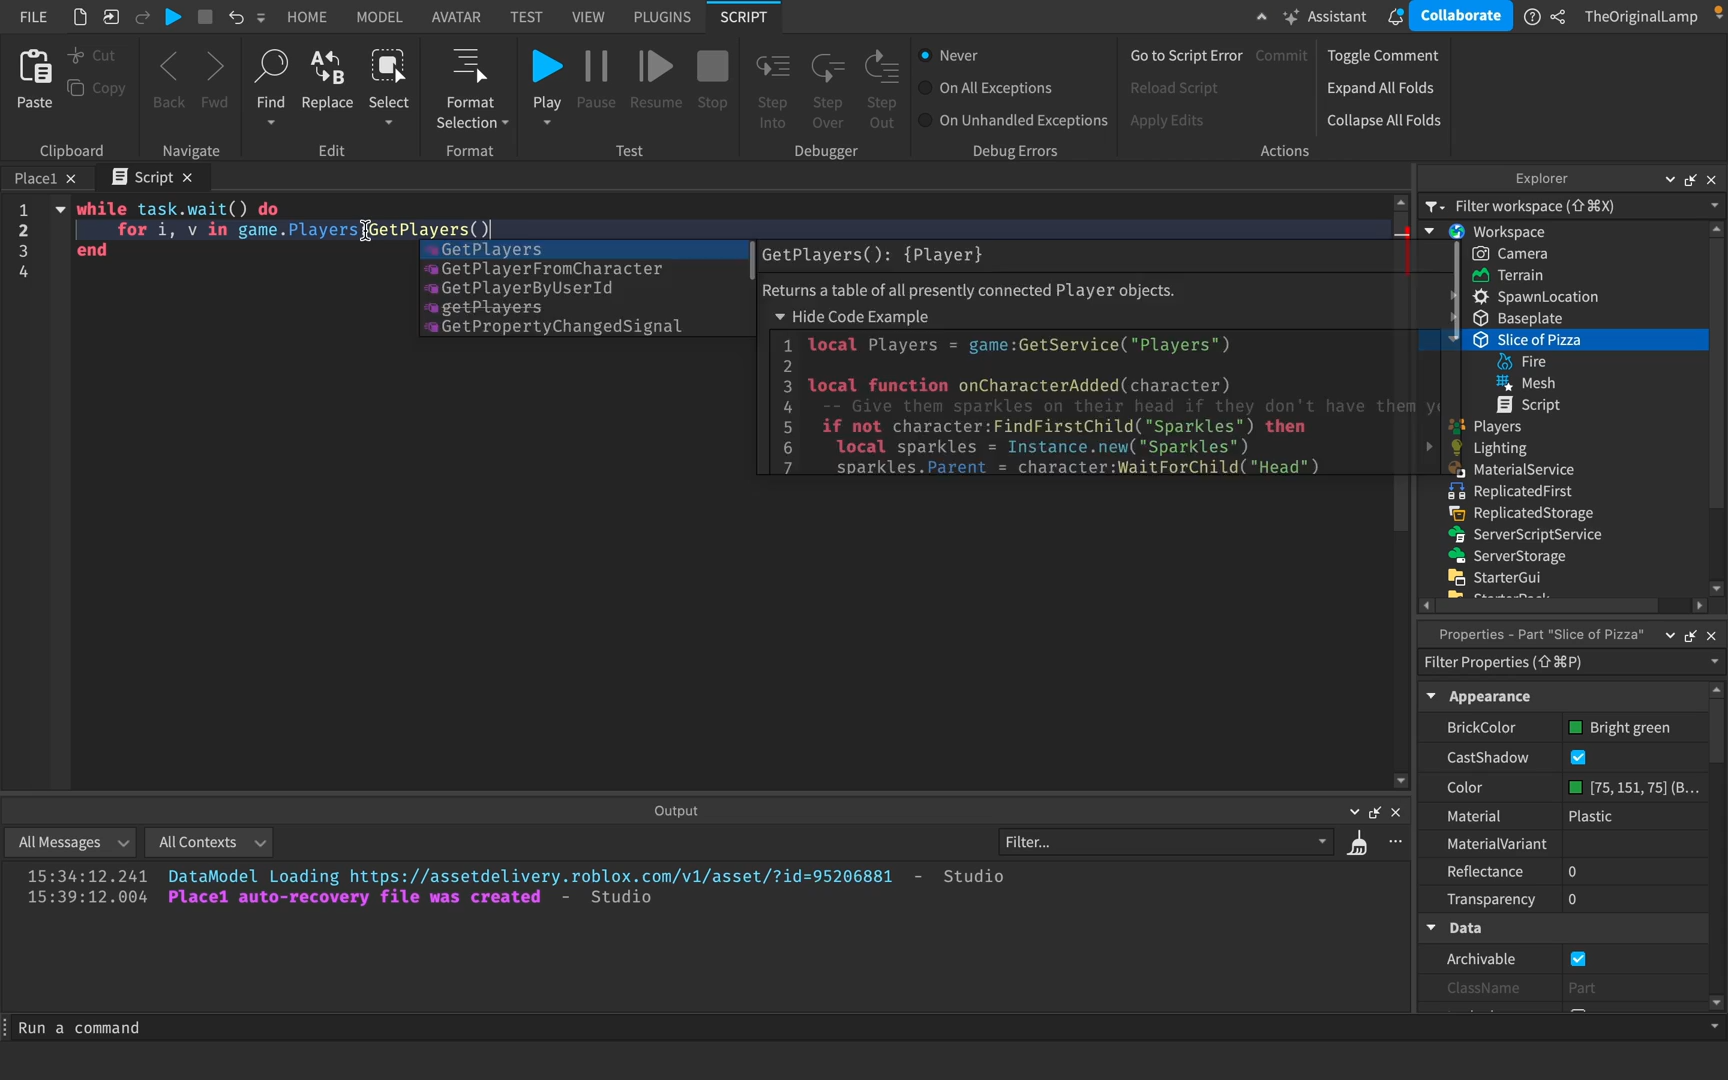 FILE HOME MODEL AVATAR TEST VIEW PLUGINS SCRIPT Assistant Collaborate TheOriginalLamp
Paste Cut Copy Back Fwd Find Replace Select Format Selection Play Pause Resume Stop Step Into Step Over Step Out
Never
On All Exceptions
On Unhandled Exceptions
Go to Script Error Commit Toggle Comment
Reload Script Expand All Folds
Apply Edits Collapse All Folds
Clipboard Navigate Edit Format Test Debugger Debug Errors Actions
Place1 Script
1 while task.wait() do
2 for i, v in game.Players:GetPlayers()
3 end
4
GetPlayers
GetPlayerFromCharacter
GetPlayerByUserId
getPlayers
GetPropertyChangedSignal
GetPlayers(): {Player}
Returns a table of all presently connected Player objects.
Hide Code Example
1 local Players = game:GetService("Players")
2
3 local function onCharacterAdded(character)
4 -- Give them sparkles on their head if they don't have them
5 if not character:FindFirstChild("Sparkles") then
6 local sparkles = Instance.new("Sparkles")
7 sparkles.Parent = character:WaitForChild("Head")
Explorer
Filter workspace (⇧⌘X)
Workspace
Camera
Terrain
SpawnLocation
Baseplate
Slice of Pizza
Fire
Mesh
Script
Players
Lighting
MaterialService
ReplicatedFirst
ReplicatedStorage
ServerScriptService
ServerStorage
StarterGui
Properties - Part "Slice of Pizza"
Filter Properties (⇧⌘P)
Appearance
BrickColor Bright green
CastShadow
Color [75, 151, 75] (B...
Material Plastic
MaterialVariant
Reflectance 0
Transparency 0
Data
Archivable
ClassName Part
Output
All Messages All Contexts Filter... ...
15:34:12.241 DataModel Loading https://assetdelivery.roblox.com/v1/asset/?id=95206881 - Studio
15:39:12.004 Place1 auto-recovery file was created - Studio
Run a command